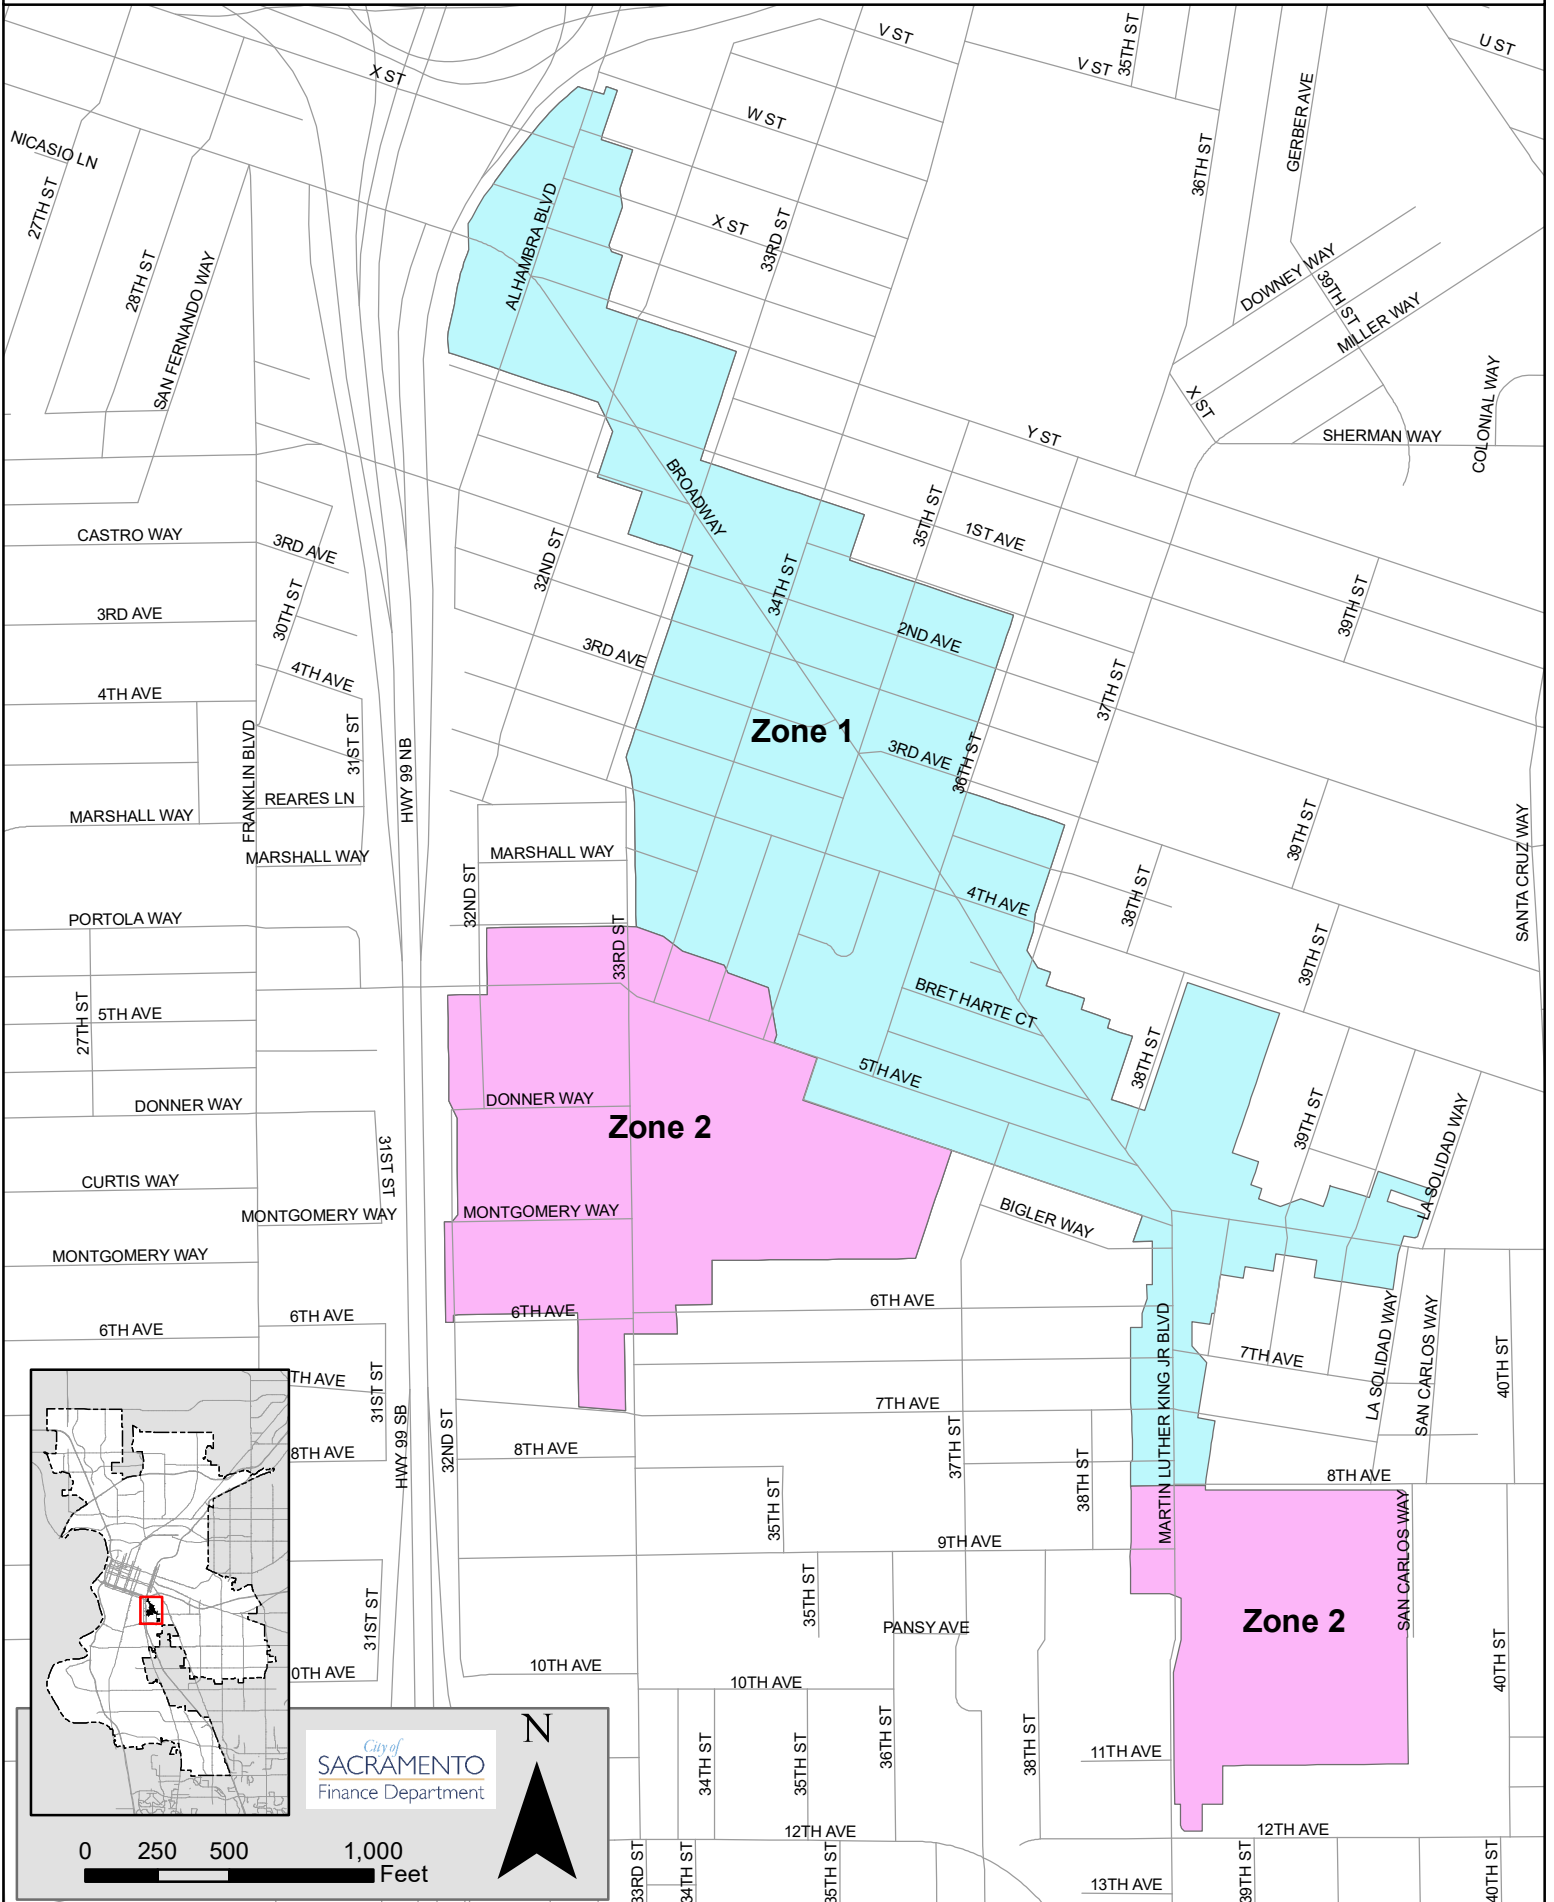 V ST
35TH ST
U ST
X ST
V ST
W ST
GERBER AVE
NICASIO LN
36TH ST
27TH ST
ALHAMBRA BLVD
X ST
33RD ST
28TH ST
SAN FERNANDO WAY
DOWNEY WAY
39TH ST
MILLER WAY
X ST
COLONIAL WAY
Y ST
SHERMAN WAY
BROADWAY
35TH ST
1ST AVE
CASTRO WAY
3RD AVE
32ND ST
34TH ST
39TH ST
30TH ST
3RD AVE
2ND AVE
3RD AVE
4TH AVE
37TH ST
4TH AVE
FRANKLIN BLVD
31ST ST
HWY 99 NB
Zone 1
3RD AVE
36TH ST
REARES LN
MARSHALL WAY
39TH ST
SANTA CRUZ WAY
MARSHALL WAY
MARSHALL WAY
32ND ST
38TH ST
4TH AVE
PORTOLA WAY
33RD ST
39TH ST
BRET HARTE CT
27TH ST
5TH AVE
38TH ST
5TH AVE
DONNER WAY
DONNER WAY
Zone 2
39TH ST
LA SOLIDAD WAY
31ST ST
CURTIS WAY
MONTGOMERY WAY
MONTGOMERY WAY
BIGLER WAY
MONTGOMERY WAY
6TH AVE
6TH AVE
6TH AVE
6TH AVE
MARTIN LUTHER KING JR BLVD
7TH AVE
LA SOLIDAD WAY
SAN CARLOS WAY
40TH ST
TH AVE
31ST ST
7TH AVE
HWY 99 SB
32ND ST
8TH AVE
8TH AVE
37TH ST
38TH ST
8TH AVE
35TH ST
9TH AVE
SAN CARLOS WAY
35TH ST
31ST ST
PANSY AVE
Zone 2
40TH ST
0TH AVE
10TH AVE
10TH AVE
34TH ST
35TH ST
36TH ST
38TH ST
11TH AVE
N
City of
SACRAMENTO
Finance Department
12TH AVE
12TH AVE
0 250 500 1,000
Feet
33RD ST
34TH ST
35TH ST
13TH AVE
39TH ST
40TH ST